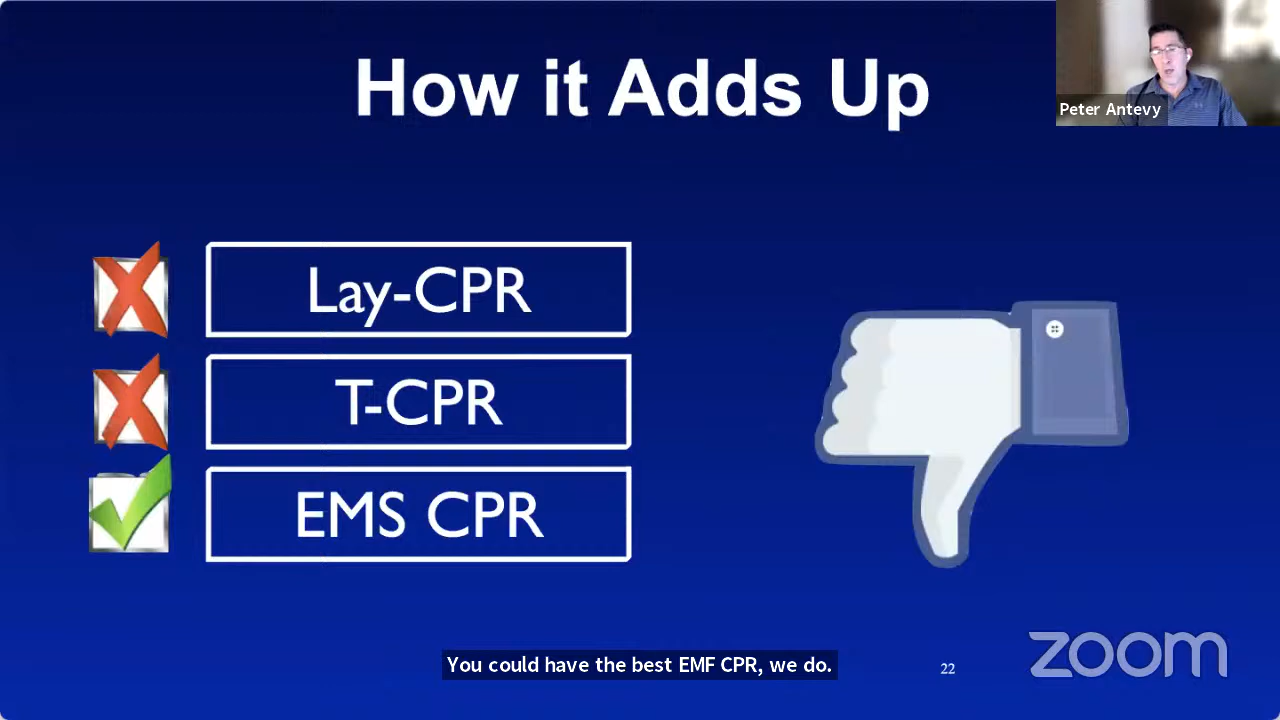 How it Adds Up
Peter Antevy
Lay-CPR
T-CPR
EMS CPR
You could have the best EMF CPR, we do.
22
zoom